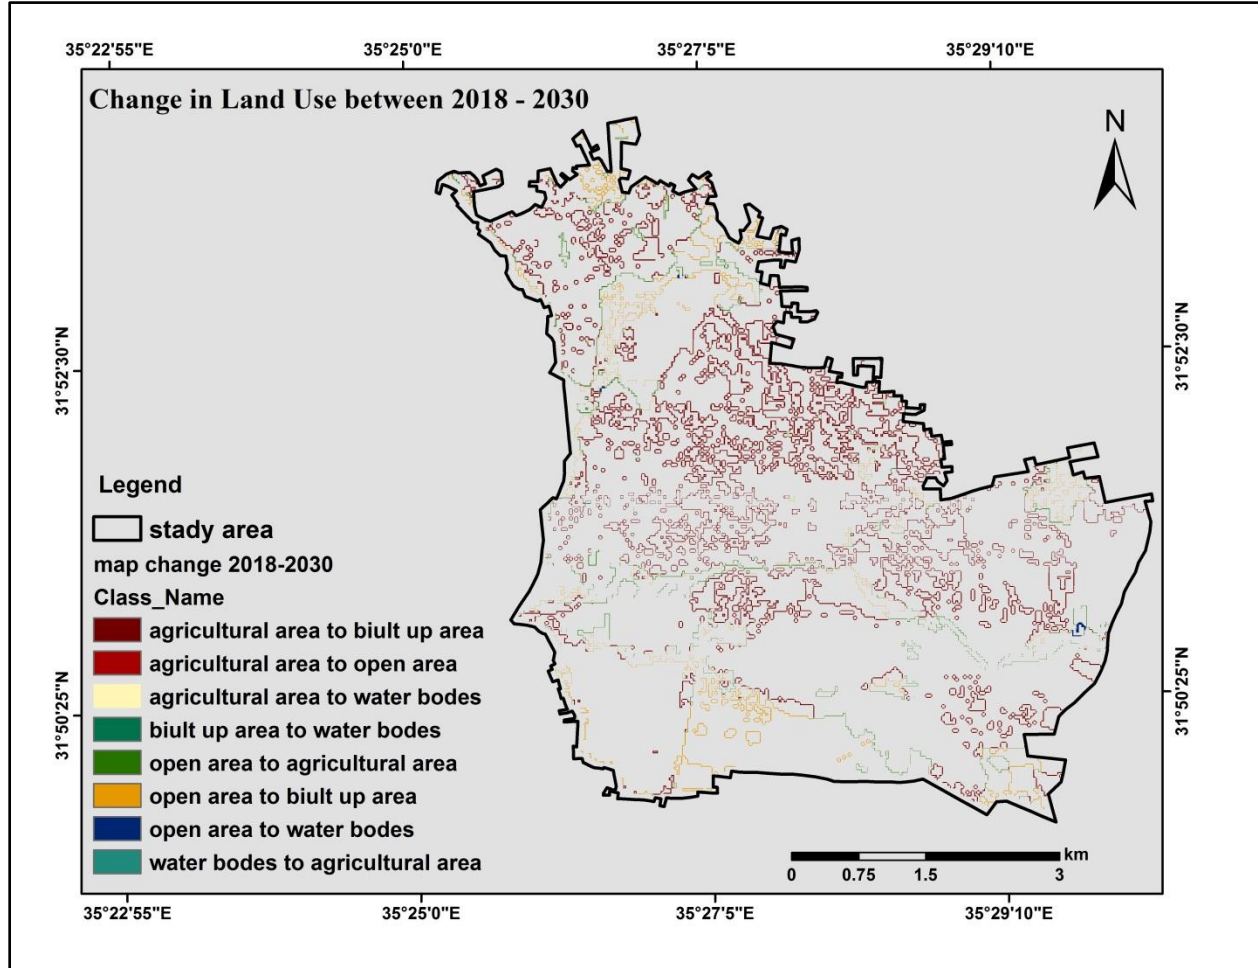 35°22'55"E 35°25'0"E 35°27'5"E 35°29'10"E
Change in Land Use between 2018 - 2030
N
31°52'30"N 31°52'30"N
31°50'25"N 31°50'25"N
Legend
stady area
map change 2018-2030
Class_Name
agricultural area to biult up area
agricultural area to open area
agricultural area to water bodes
biult up area to water bodes
open area to agricultural area
open area to biult up area
open area to water bodes
water bodes to agricultural area
km
0 0.75 1.5 3
35°22'55"E 35°25'0"E 35°27'5"E 35°29'10"E